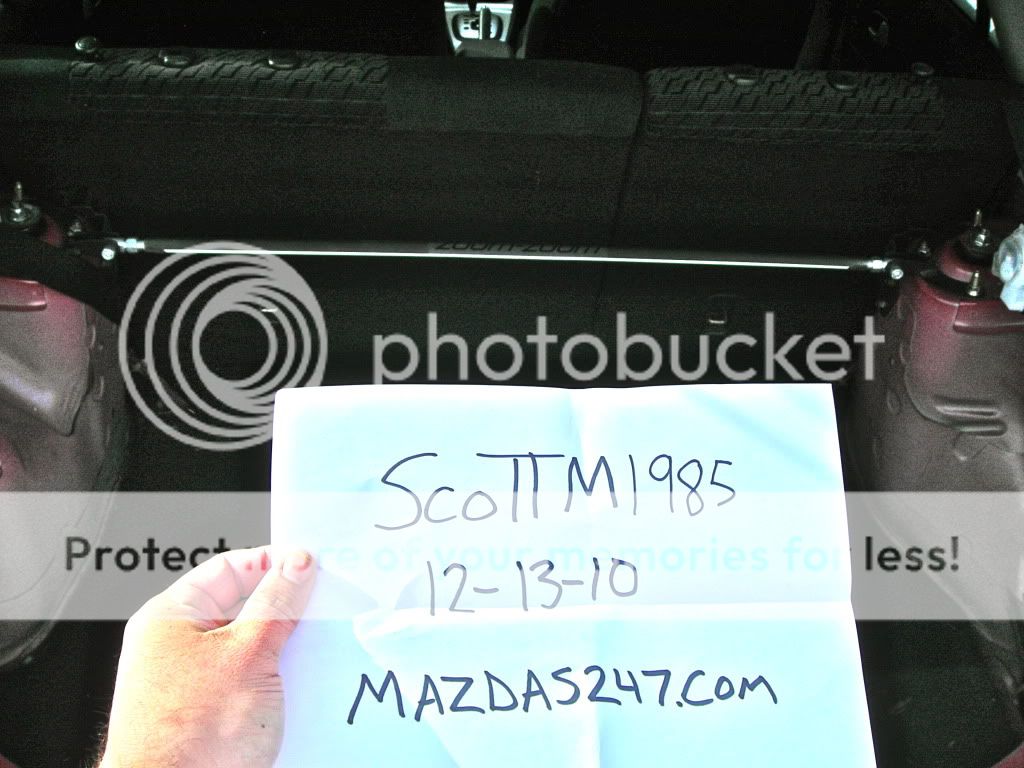 zoom-zoom
photobucket
ScoTTM1985
Protect more of your memories for less!
12-13-10
MAZDAS247.COM